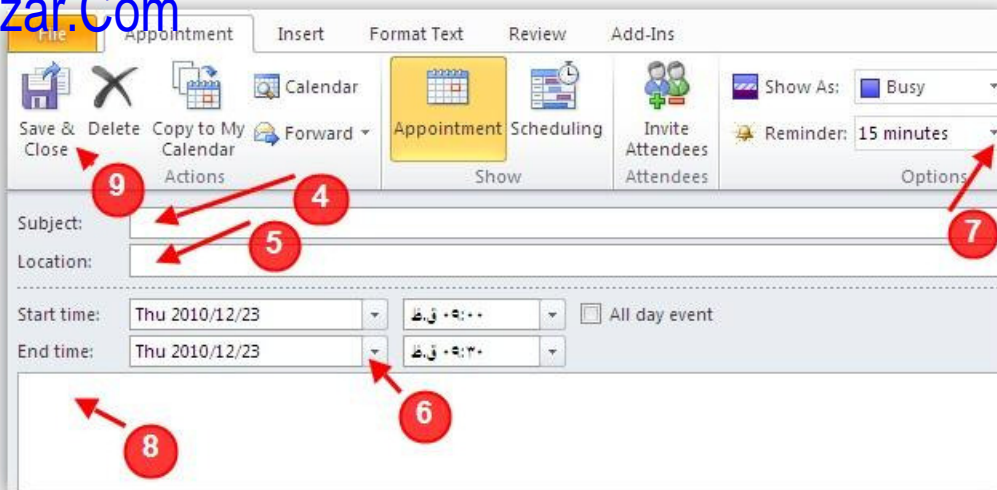 zar.Com
File Appointment Insert Format Text Review Add-Ins
Save & Close Delete Copy to My Calendar Calendar Forward Appointment Scheduling Invite Attendees Show As: Busy Reminder: 15 minutes
Actions Show Attendees Options
9 4 5 7
Subject:
Location:
Start time: Thu 2010/12/23 ۰۹:۰۰ ق.ظ All day event
End time: Thu 2010/12/23 ۰۹:۳۰ ق.ظ
6
8